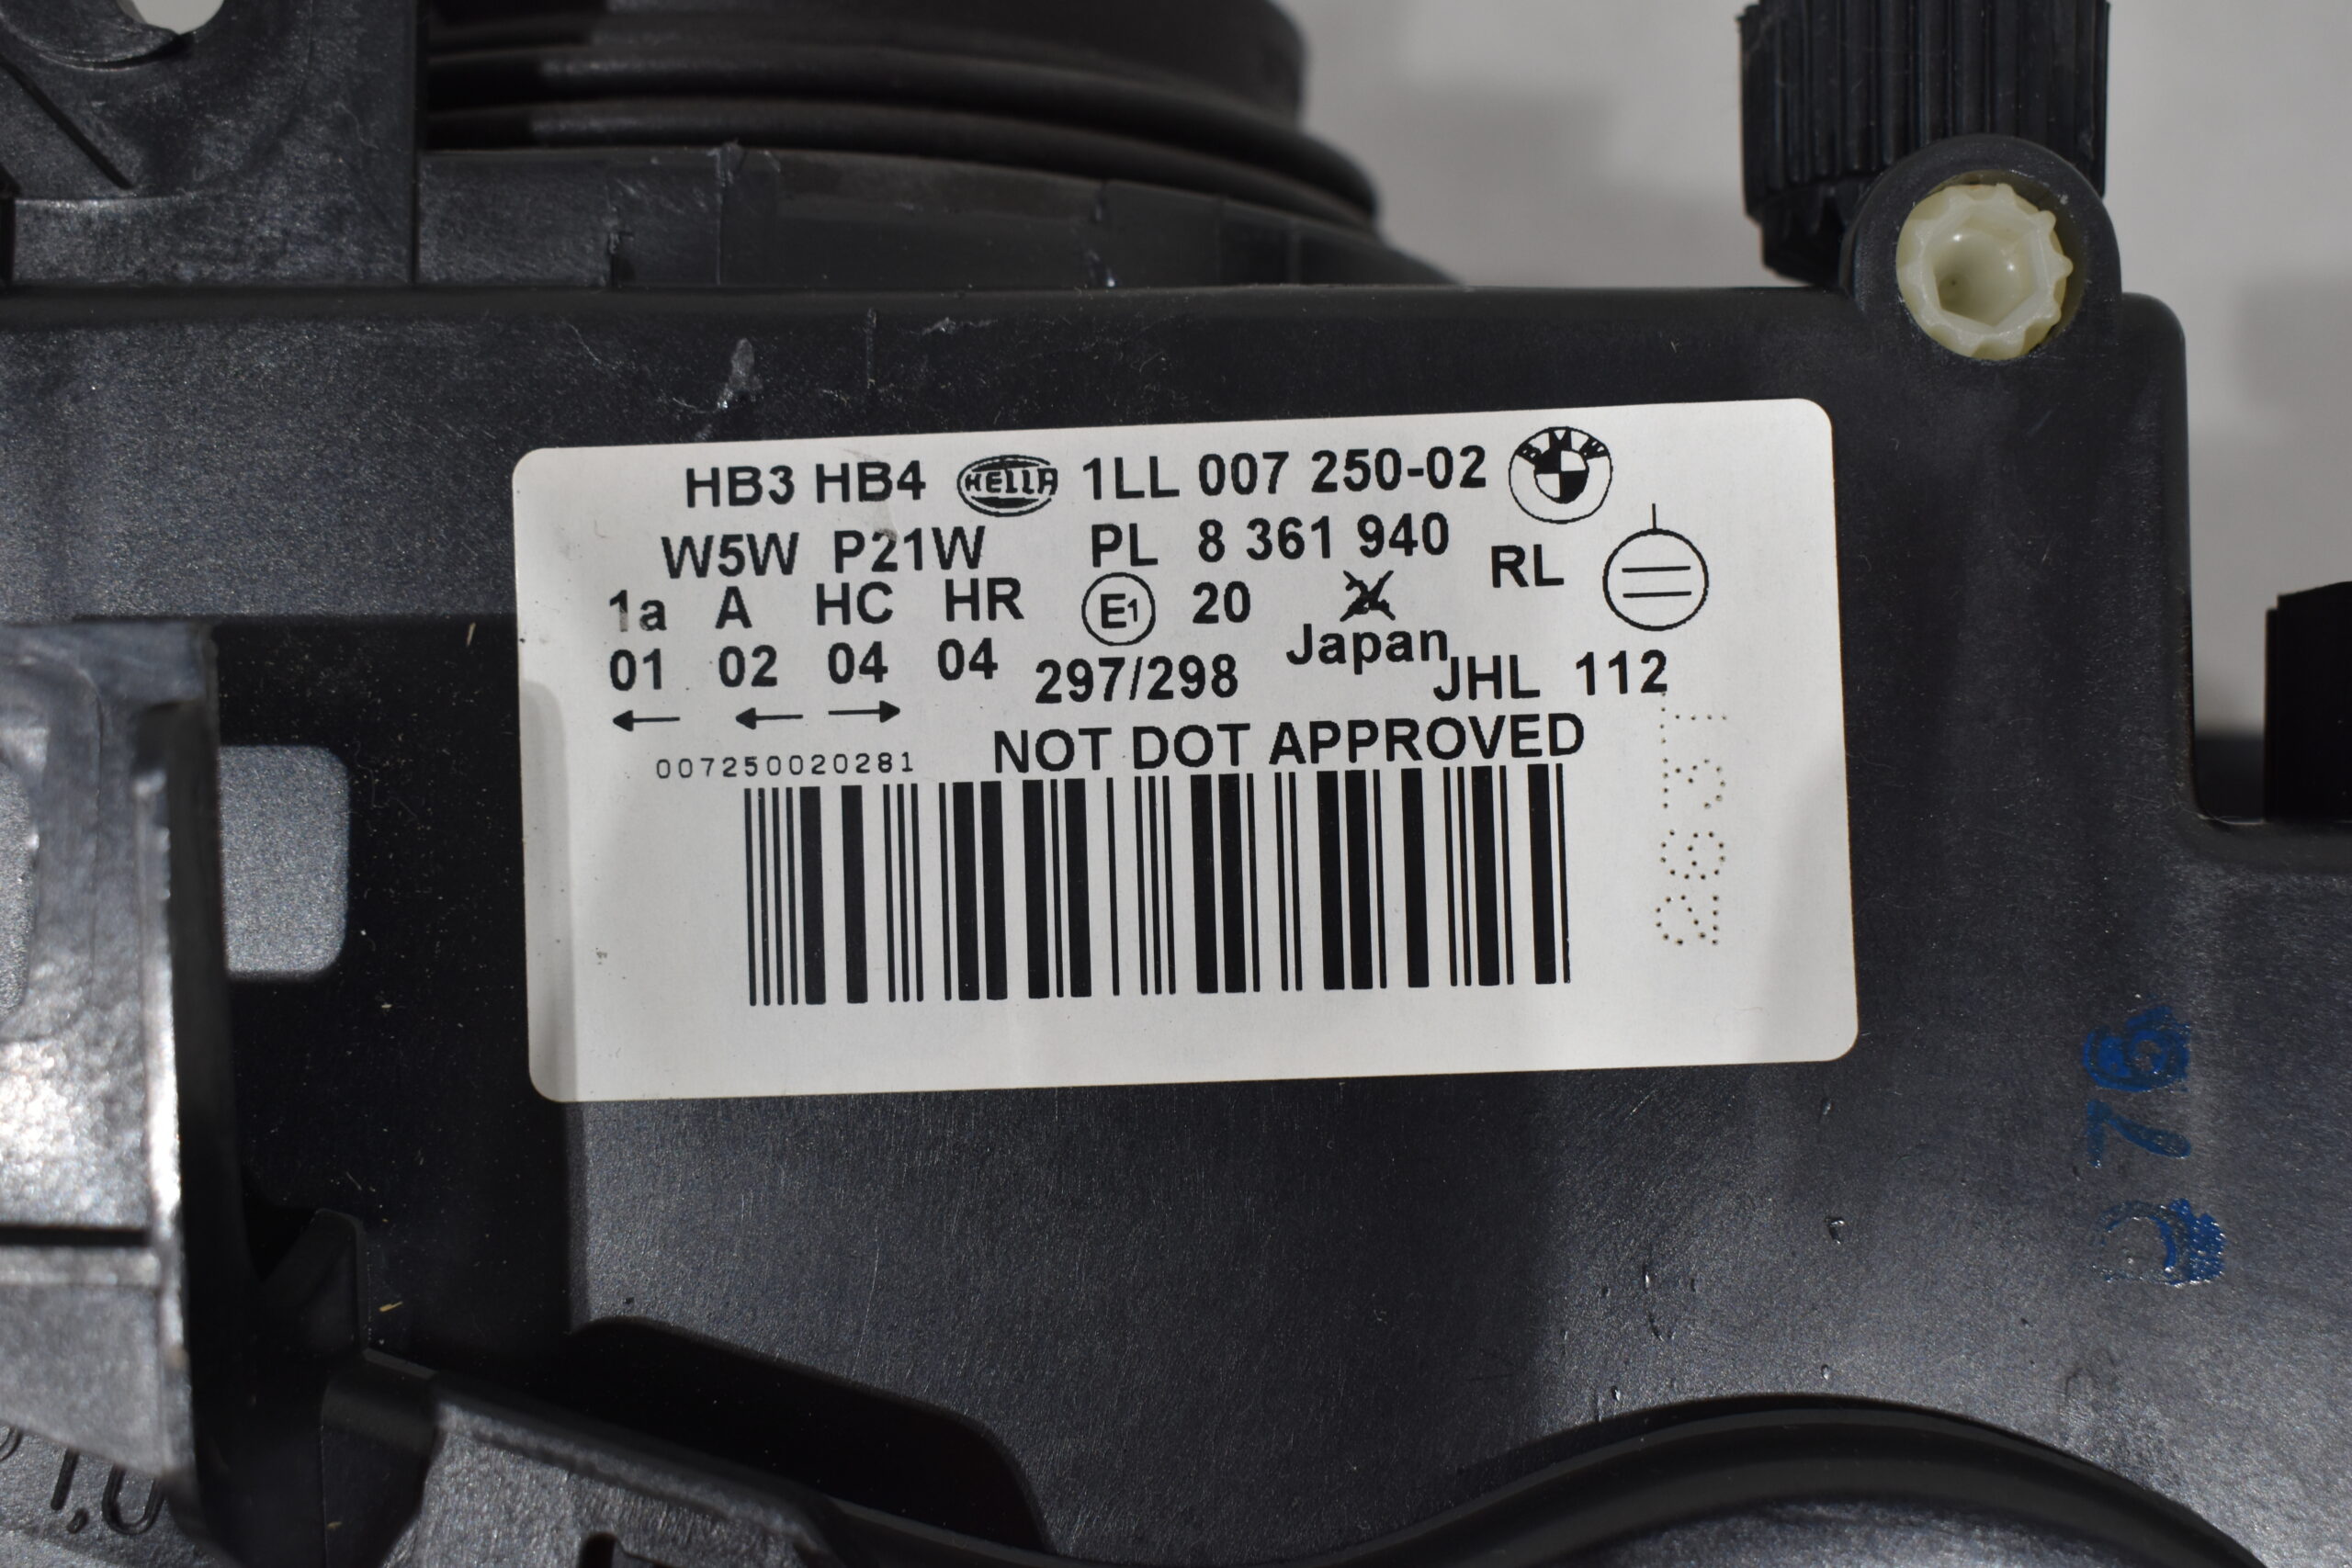 HB3 HB4 HELLA 1LL 007 250-02 BMW
W5W P21W PL 8 361 940 RL
1a A HC HR E1 20
Japan
01 02 04 04 297/298 JHL 112
NOT DOT APPROVED
007250020281